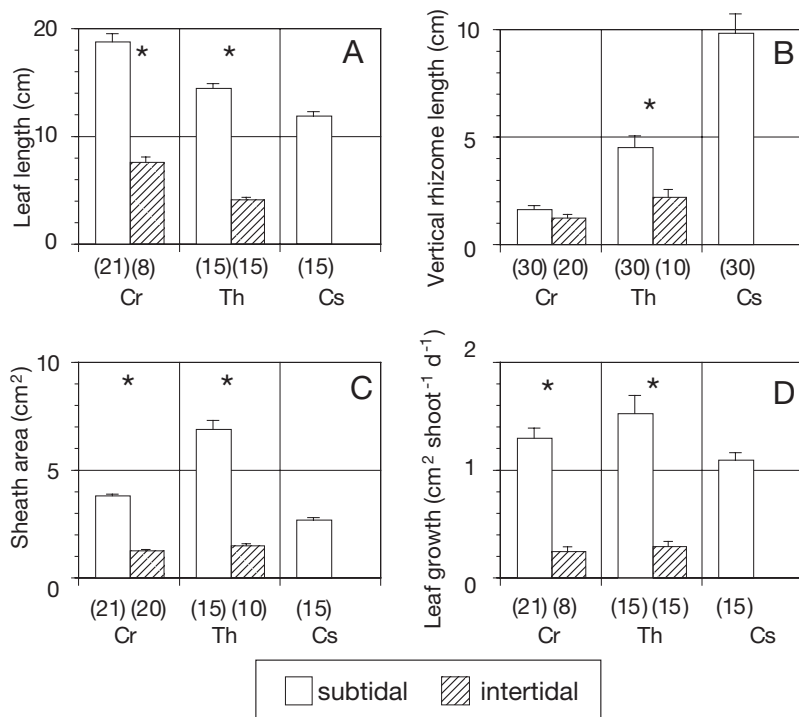 A
Leaf length (cm)
20
10
0
* *
(21)(8) (15)(15) (15)
Cr Th Cs
B
Vertical rhizome length (cm)
10
5
0
*
(30) (20) (30) (10) (30)
Cr Th Cs
C
Sheath area (cm²)
10
5
0
* *
(21) (20) (15) (10) (15)
Cr Th Cs
D
Leaf growth (cm² shoot⁻¹ d⁻¹)
2
1
0
* *
(21) (8) (15) (15) (15)
Cr Th Cs
subtidal intertidal